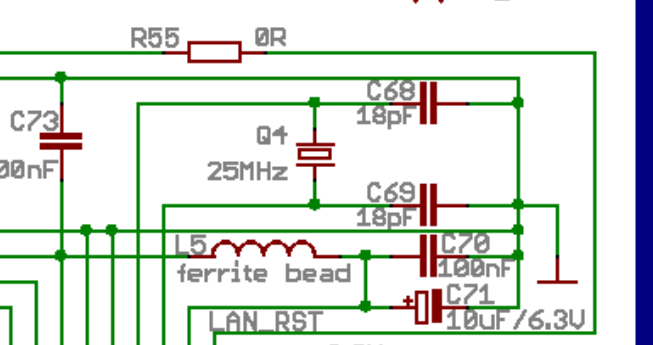 R55 0R
C68
18pF
C73
00nF
Q4
25MHz
C69
18pF
L5
ferrite bead
C70
100nF
C71
10uF/6.3V
LAN_RST